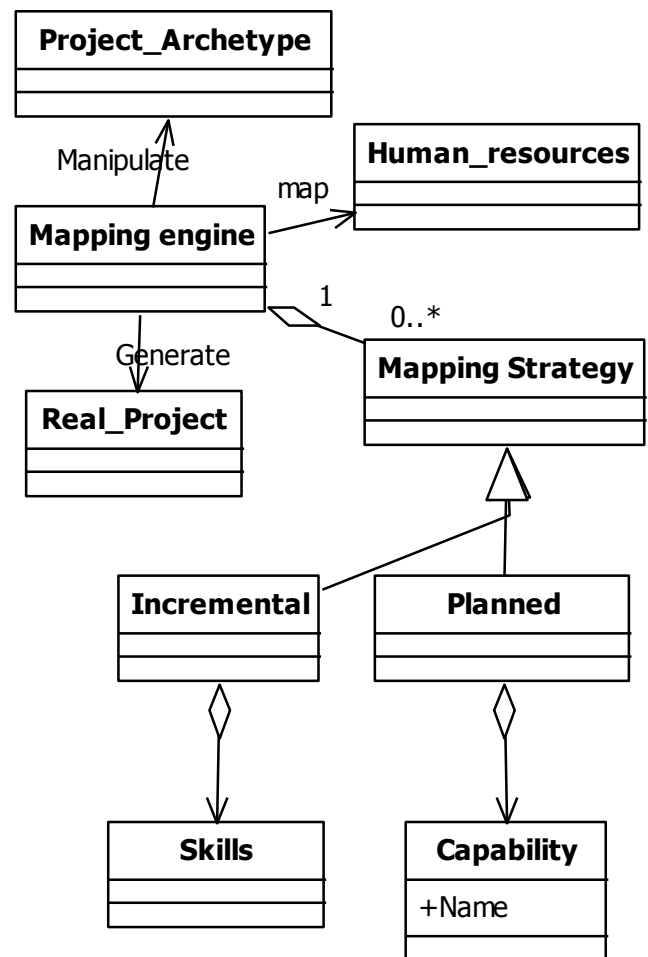 Project_Archetype
Manipulate
Human_resources
map
Mapping engine
1
0..*
Generate
Mapping Strategy
Real_Project
Incremental
Planned
Skills
Capability
+Name